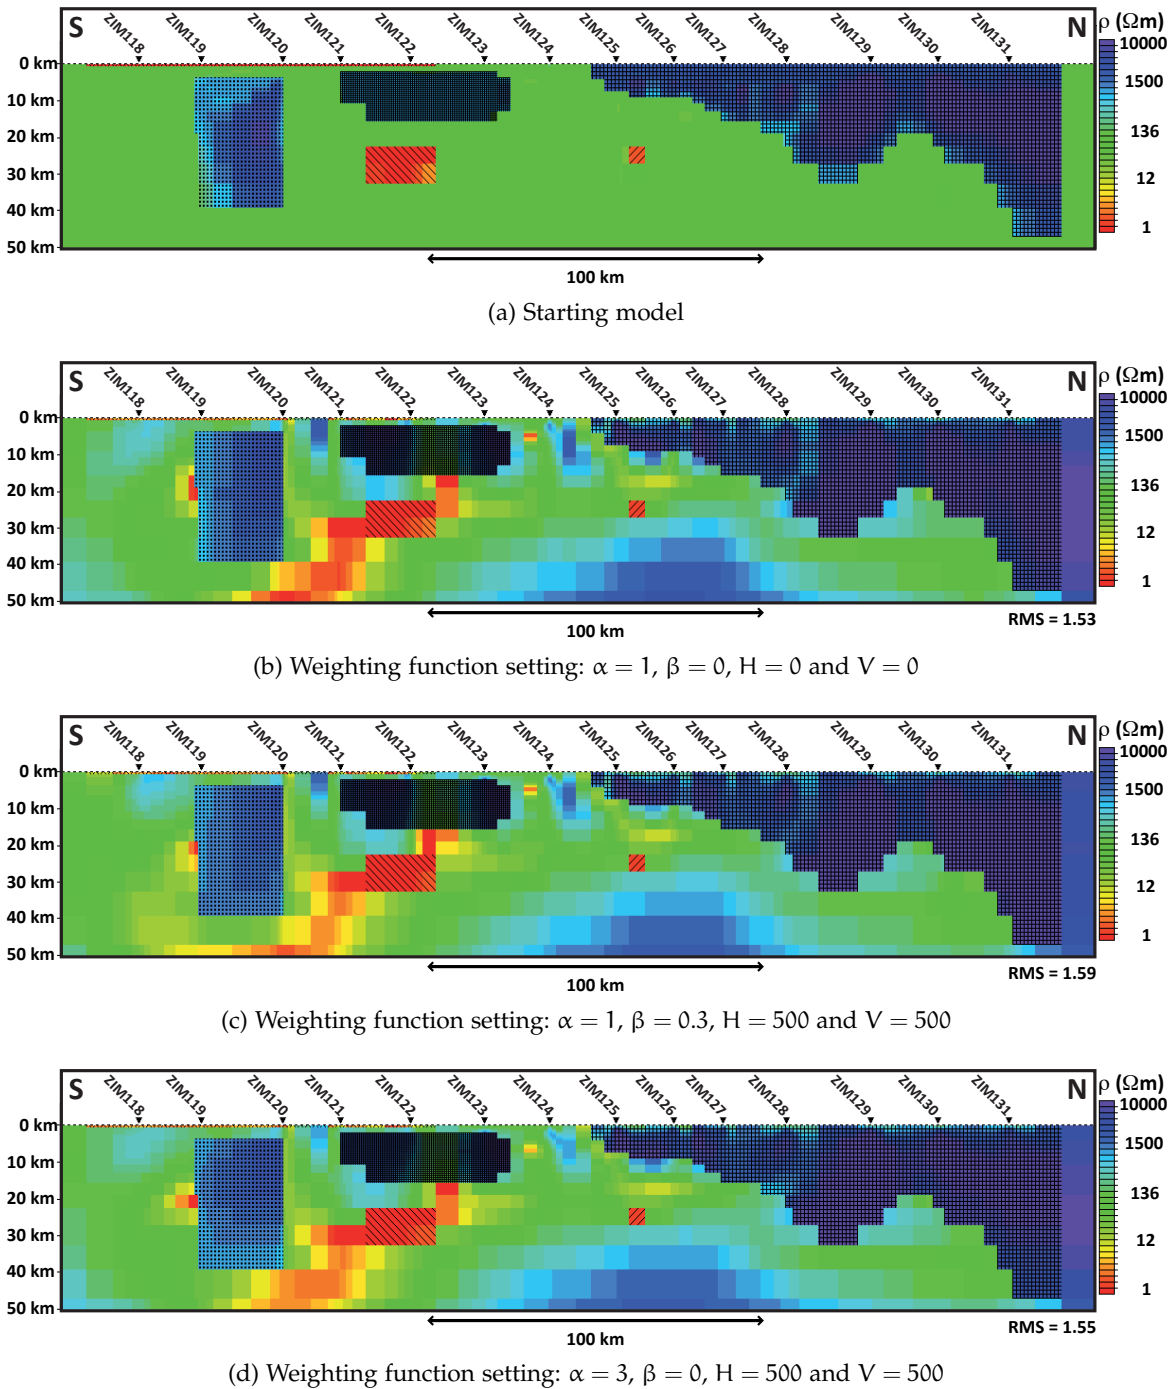 S ZIM118 ZIM119 ZIM120 ZIM121 ZIM122 ZIM123 ZIM124 ZIM125 ZIM126 ZIM127 ZIM128 ZIM129 ZIM130 ZIM131 N ρ (Ωm)
0 km
10 km
20 km
30 km
40 km
50 km
10000
1500
136
12
1
100 km
(a) Starting model
S ZIM118 ZIM119 ZIM120 ZIM121 ZIM122 ZIM123 ZIM124 ZIM125 ZIM126 ZIM127 ZIM128 ZIM129 ZIM130 ZIM131 N ρ (Ωm)
0 km
10 km
20 km
30 km
40 km
50 km
10000
1500
136
12
1
100 km
RMS = 1.53
(b) Weighting function setting: α = 1, β = 0, H = 0 and V = 0
S ZIM118 ZIM119 ZIM120 ZIM121 ZIM122 ZIM123 ZIM124 ZIM125 ZIM126 ZIM127 ZIM128 ZIM129 ZIM130 ZIM131 N ρ (Ωm)
0 km
10 km
20 km
30 km
40 km
50 km
10000
1500
136
12
1
100 km
RMS = 1.59
(c) Weighting function setting: α = 1, β = 0.3, H = 500 and V = 500
S ZIM118 ZIM119 ZIM120 ZIM121 ZIM122 ZIM123 ZIM124 ZIM125 ZIM126 ZIM127 ZIM128 ZIM129 ZIM130 ZIM131 N ρ (Ωm)
0 km
10 km
20 km
30 km
40 km
50 km
10000
1500
136
12
1
100 km
RMS = 1.55
(d) Weighting function setting: α = 3, β = 0, H = 500 and V = 500